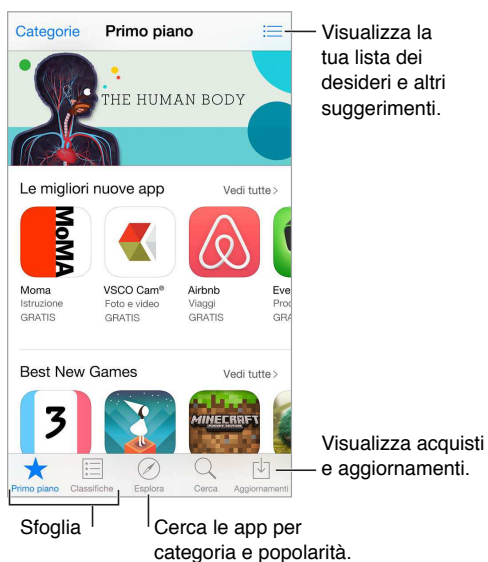 Categorie Primo piano
Visualizza la
tua lista dei
desideri e altri
suggerimenti.
THE HUMAN BODY
Le migliori nuove app Vedi tutte >
MoMA
Moma VSCO Cam® Airbnb Eve
Istruzione Foto e video Viaggi Prod
GRATIS GRATIS GRATIS GRA
Best New Games Vedi tutte >
3 MINECRAFT
POCKET EDITION
Visualizza acquisti
e aggiornamenti.
Primo piano Classifiche Esplora Cerca Aggiornamenti
Sfoglia
Cerca le app per
categoria e popolarità.